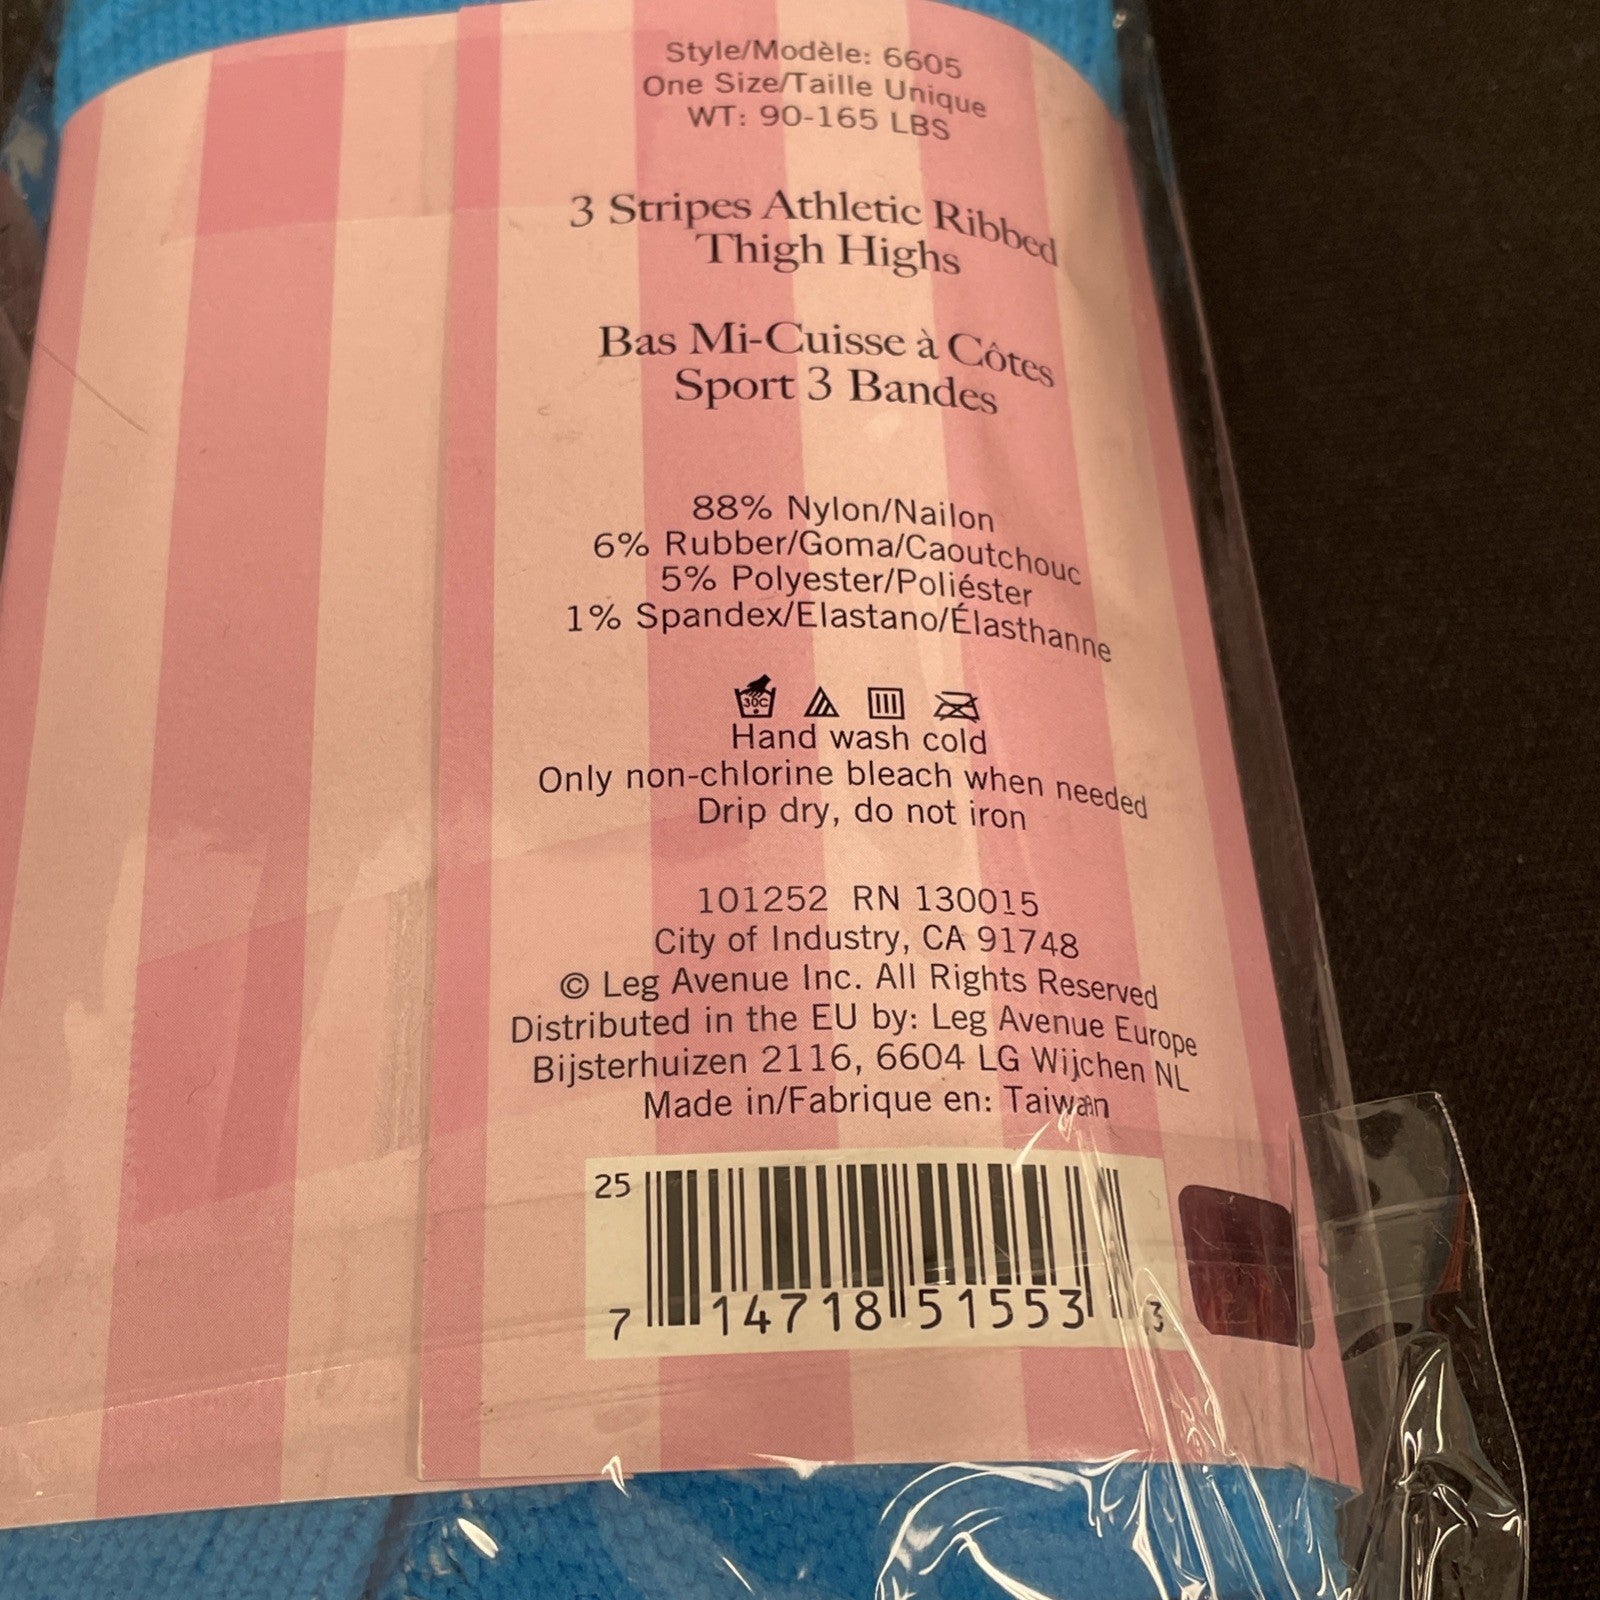 Style/Modèle: 6605
One Size/Taille Unique
WT: 90-165 LBS
3 Stripes Athletic Ribbed
Thigh Highs
Bas Mi-Cuisse à Côtes
Sport 3 Bandes
88% Nylon/Nailon
6% Rubber/Goma/Caoutchouc
5% Polyester/Poliéster
1% Spandex/Elastano/Élasthanne
30C
Hand wash cold
Only non-chlorine bleach when needed
Drip dry, do not iron
101252 RN 130015
City of Industry, CA 91748
© Leg Avenue Inc. All Rights Reserved
Distributed in the EU by: Leg Avenue Europe
Bijsterhuizen 2116, 6604 LG Wijchen NL
Made in/Fabrique en: Taiwan
25
7 14718 51553 3